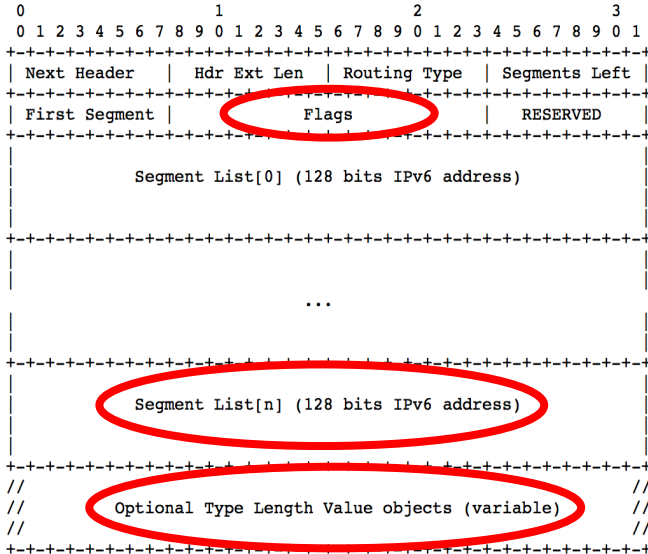 0                   1                   2                   3
0 1 2 3 4 5 6 7 8 9 0 1 2 3 4 5 6 7 8 9 0 1 2 3 4 5 6 7 8 9 0 1
+-+-+-+-+-+-+-+-+-+-+-+-+-+-+-+-+-+-+-+-+-+-+-+-+-+-+-+-+-+-+-+-+
| Next Header | Hdr Ext Len | Routing Type | Segments Left |
+-+-+-+-+-+-+-+-+-+-+-+-+-+-+-+-+-+-+-+-+-+-+-+-+-+-+-+-+-+-+-+-+
| First Segment | Flags | RESERVED |
+-+-+-+-+-+-+-+-+-+-+-+-+-+-+-+-+-+-+-+-+-+-+-+-+-+-+-+-+-+-+-+-+
| |
| Segment List[0] (128 bits IPv6 address) |
| |
| |
+-+-+-+-+-+-+-+-+-+-+-+-+-+-+-+-+-+-+-+-+-+-+-+-+-+-+-+-+-+-+-+-+
| |
| |
...
| |
| |
+-+-+-+-+-+-+-+-+-+-+-+-+-+-+-+-+-+-+-+-+-+-+-+-+-+-+-+-+-+-+-+-+
| |
| Segment List[n] (128 bits IPv6 address) |
| |
| |
+-+-+-+-+-+-+-+-+-+-+-+-+-+-+-+-+-+-+-+-+-+-+-+-+-+-+-+-+-+-+-+-+
// //
// Optional Type Length Value objects (variable) //
// //
+-+-+-+-+-+-+-+-+-+-+-+-+-+-+-+-+-+-+-+-+-+-+-+-+-+-+-+-+-+-+-+-+